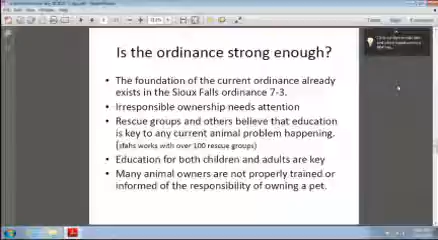 Is the ordinance strong enough?
• The foundation of the current ordinance already
exists in the Sioux Falls ordinance 7-3.
• Irresponsible ownership needs attention
• Rescue groups and others believe that education
is key to any current animal problem happening.
(sfahs works with over 100 rescue groups)
• Education for both children and adults are key
• Many animal owners are not properly trained or
informed of the responsibility of owning a pet.